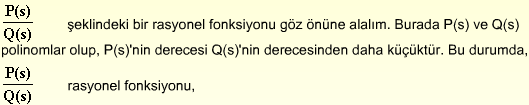 P(s)/Q(s) şeklindeki bir rasyonel fonksiyonu göz önüne alalım. Burada P(s) ve Q(s)
polinomlar olup, P(s)'nin derecesi Q(s)'nin derecesinden daha küçüktür. Bu durumda,
P(s)/Q(s) rasyonel fonksiyonu,